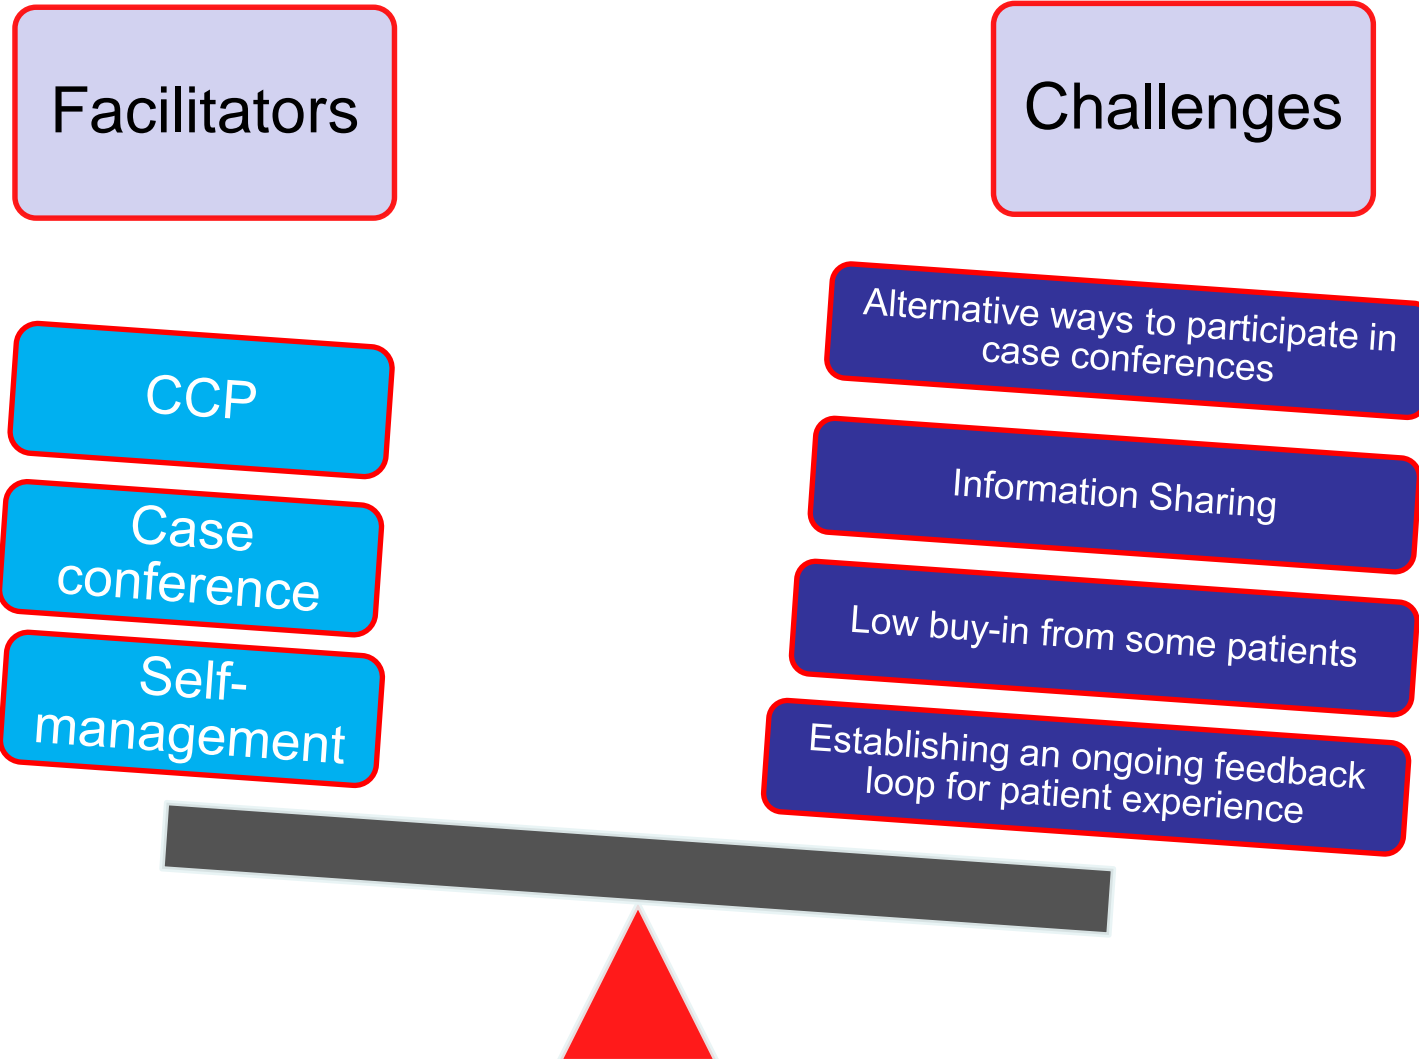 Facilitators
Challenges
CCP
Case
conference
Self-
management
Alternative ways to participate in
case conferences
Information Sharing
Low buy-in from some patients
Establishing an ongoing feedback
loop for patient experience